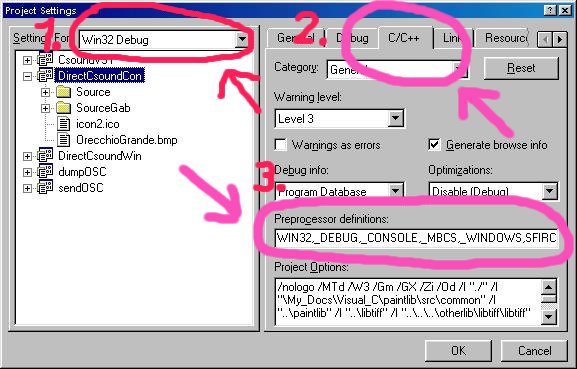 Project Settings
1.
Win32 Debug
2.
General
Debug
C/C++
Link
Resourc
CsoundVST
DirectCsoundCon
Source
SourceGab
icon2.ico
OrecchioGrande.bmp
DirectCsoundWin
dumpOSC
sendOSC
Category:
General
Reset
Warning level:
Level 3
Warnings as errors
Generate browse info
3.
Debug info:
Optimizations:
Program Database
Disable (Debug)
Preprocessor definitions:
WIN32,_DEBUG,_CONSOLE,_MBCS,_WINDOWS,SFIRC
Project Options:
/nologo /MTd /W3 /Gm /GX /Zi /Od /I "./" /I
"\My_Docs\Visual_C\paintlib\src\common" /I
"..\paintlib" /I "..\libtiff" /I "..\..\..\otherlib\libtiff\libtiff"
OK
Cancel